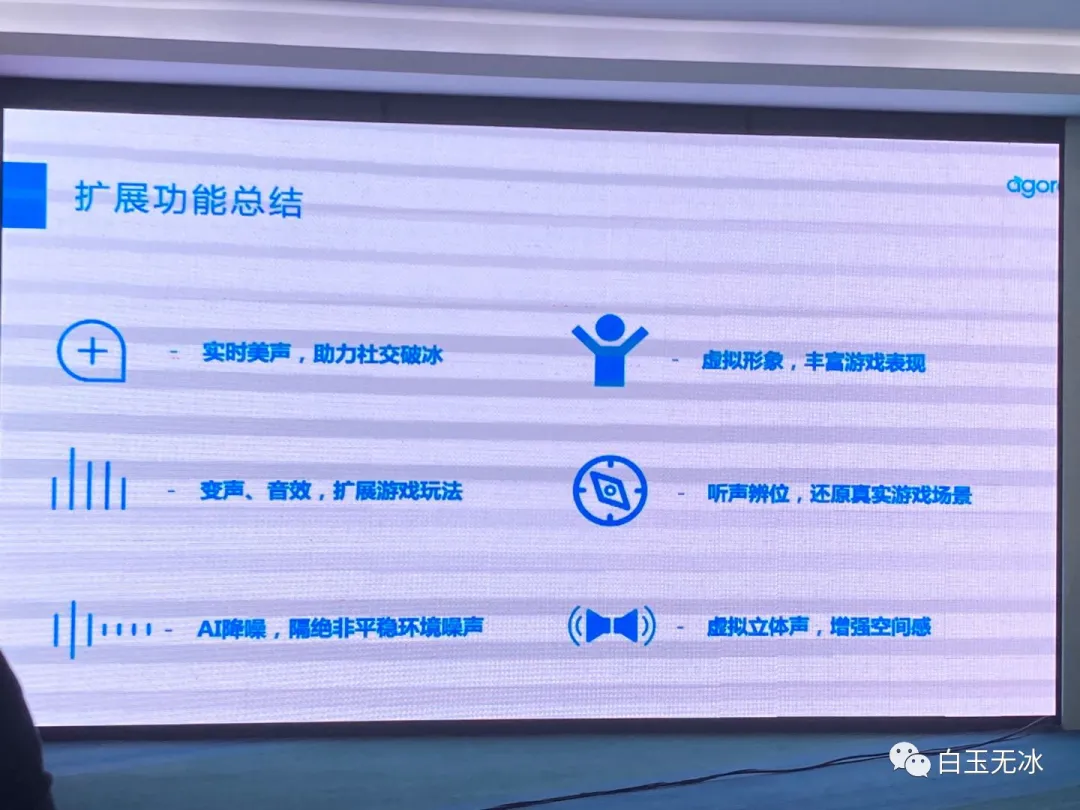 扩展功能总结
agor
- 实时美声，助力社交破冰
- 虚拟形象，丰富游戏表现
- 变声、音效，扩展游戏玩法
- 听声辨位，还原真实游戏场景
- AI降噪，隔绝非平稳环境噪声
- 虚拟立体声，增强空间感
白玉无冰